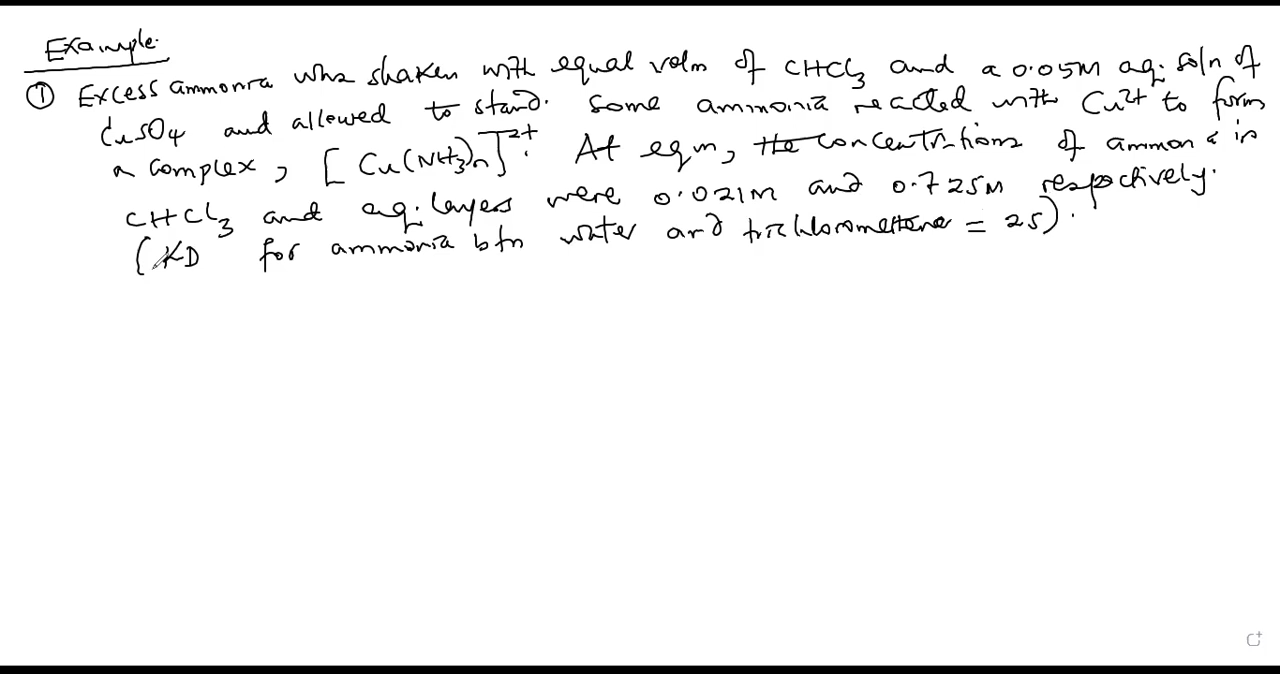 Example.
① Excess ammonia was shaken with equal volm of CHCl3 and a 0.05M aq. soln of
CuSO4 and allowed to stand. Some ammonia reacted with Cu2+ to form
a complex, [Cu(NH3)n]2+. At eqm, the concentrations of ammonia in
CHCl3 and aq. layers were 0.021M and 0.725M respectively.
(KD for ammonia btn water and trichloromethane = 25).